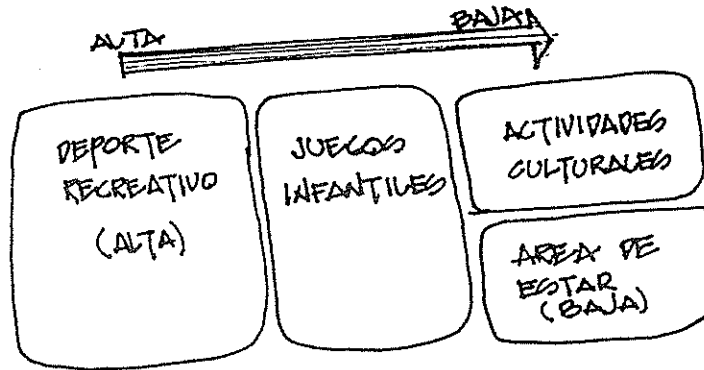 ALTA
BAJA
DEPORTE
RECREATIVO
(ALTA)
JUEGOS
INFANTILES
ACTIVIDADES
CULTURALES
AREA DE
ESTAR
(BAJA)